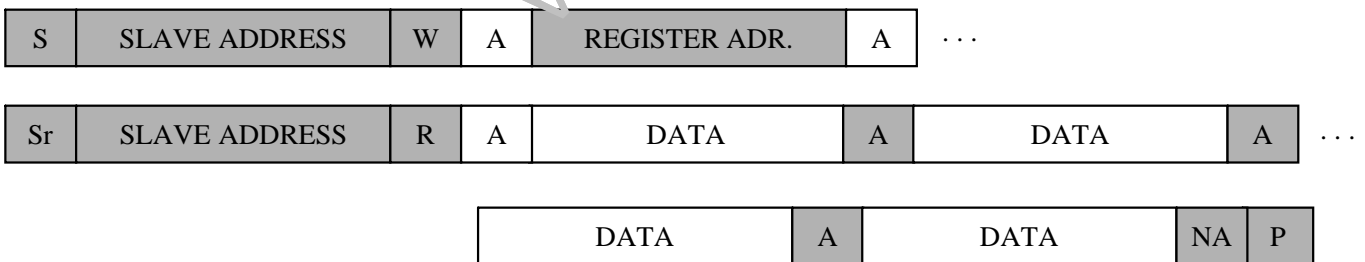 S SLAVE ADDRESS W A REGISTER ADR. A . . .
Sr SLAVE ADDRESS R A DATA A DATA A . . .
DATA A DATA NA P